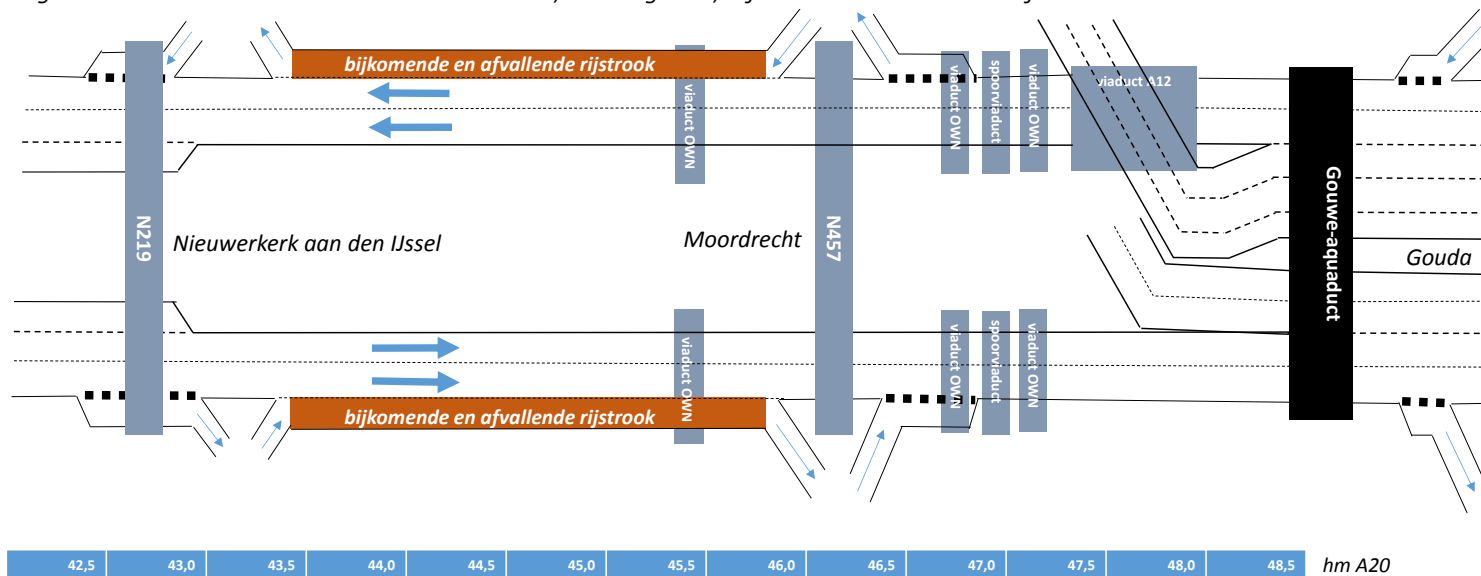 bijkomende en afvallende rijstrook
viaduct OWN
viaduct OWN
spoorviaduct
viaduct OWN
viaduct A12
N219
Nieuwerkerk aan den IJssel
Moordrecht
N457
Gouwe-aquaduct
Gouda
viaduct OWN
viaduct OWN
spoorviaduct
viaduct OWN
bijkomende en afvallende rijstrook
42,5 43,0 43,5 44,0 44,5 45,0 45,5 46,0 46,5 47,0 47,5 48,0 48,5 hm A20